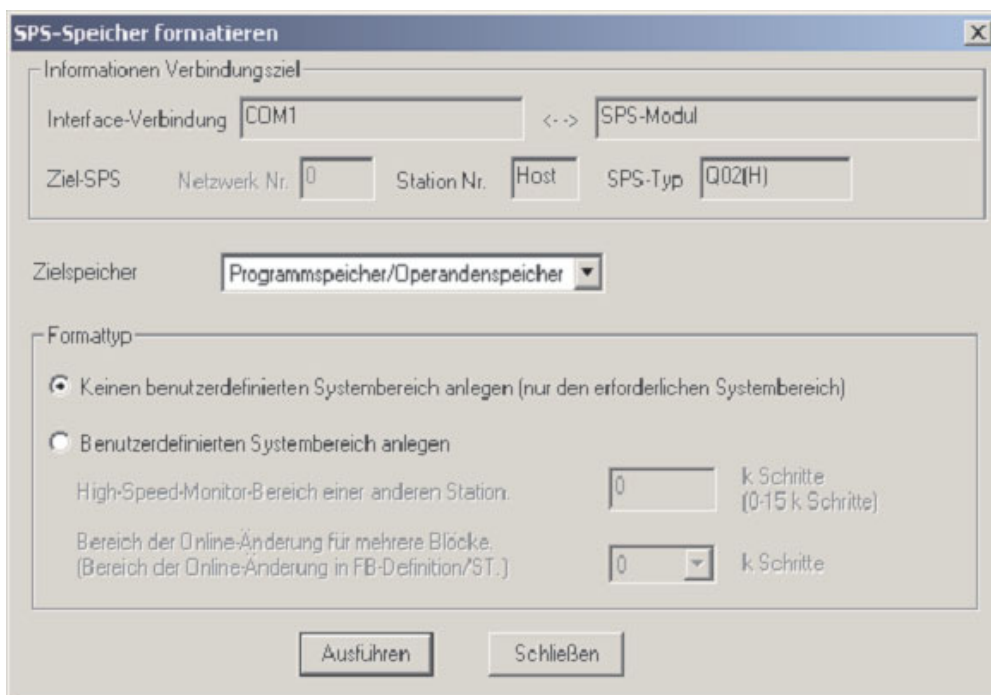 SPS-Speicher formatieren
Informationen Verbindungsziel
Interface-Verbindung COM1 <--> SPS-Modul
Ziel-SPS Netzwerk Nr. 0 Station Nr. Host SPS-Typ Q02(H)
Zielspeicher Programmspeicher/Operandenspeicher
Formattyp
Keinen benutzerdefinierten Systembereich anlegen (nur den erforderlichen Systembereich)
Benutzerdefinierten Systembereich anlegen
High-Speed-Monitor-Bereich einer anderen Station. 0 k Schritte
(0-15 k Schritte)
Bereich der Online-Änderung für mehrere Blöcke.
(Bereich der Online-Änderung in FB-Definition/ST.) 0 k Schritte
Ausführen Schließen